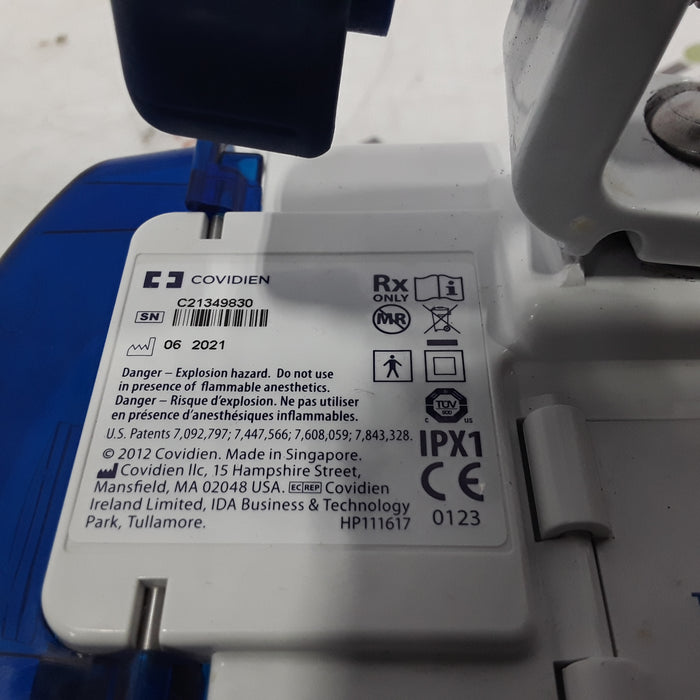 COVIDIEN
C21349830
SN
06 2021
Rx
ONLY
MR
Danger – Explosion hazard. Do not use
in presence of flammable anesthetics.
Danger – Risque d'explosion. Ne pas utiliser
en présence d'anesthésiques inflammables.
U.S. Patents 7,092,797; 7,447,566; 7,608,059; 7,843,328.
© 2012 Covidien. Made in Singapore.
Covidien llc, 15 Hampshire Street,
Mansfield, MA 02048 USA. EC REP Covidien
Ireland Limited, IDA Business & Technology
Park, Tullamore. HP111617
TÜV
C US
IPX1
CE
0123